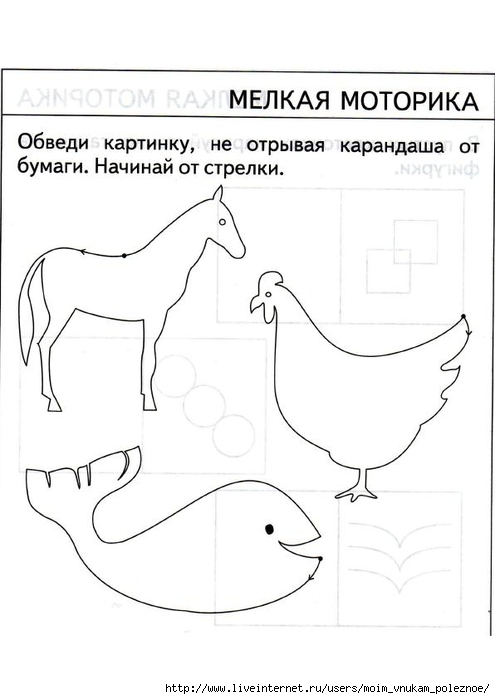 МЕЛКАЯ МОТОРИКА
Обведи картинку, не отрывая карандаша от
бумаги. Начинай от стрелки.
http://www.liveinternet.ru/users/moim_vnukam_poleznoe/